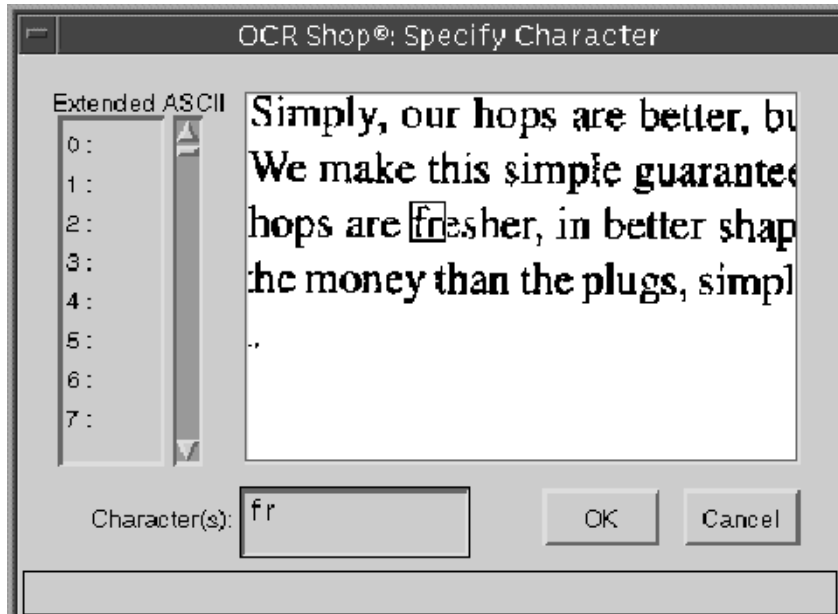 OCR Shop®: Specify Character
Extended ASCII
0:
1:
2:
3:
4:
5:
6:
7:
Simply, our hops are better, bu
We make this simple guarantee
hops are fresher, in better shap
the money than the plugs, simpl
Character(s): fr
OK
Cancel